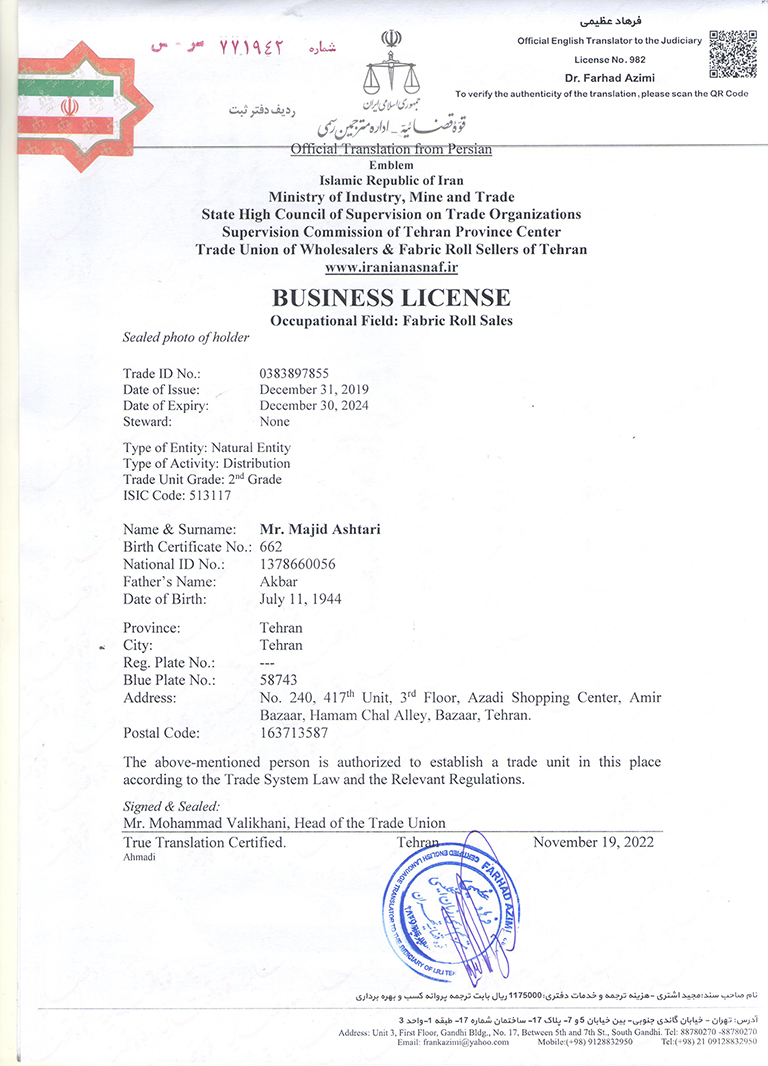 فرهاد عظیمی
Official English Translator to the Judiciary
License No. 982
Dr. Farhad Azimi
To verify the authenticity of the translation, please scan the QR Code
شماره ۷۷۱۹۴۲ س - س
ردیف دفتر ثبت
جمهوری اسلامی ایران
قوه قضائیه - اداره مترجمین رسمی
Official Translation from Persian
Emblem
Islamic Republic of Iran
Ministry of Industry, Mine and Trade
State High Council of Supervision on Trade Organizations
Supervision Commission of Tehran Province Center
Trade Union of Wholesalers & Fabric Roll Sellers of Tehran
www.iranianasnaf.ir
BUSINESS LICENSE
Occupational Field: Fabric Roll Sales
Sealed photo of holder
Trade ID No.: 0383897855
Date of Issue: December 31, 2019
Date of Expiry: December 30, 2024
Steward: None
Type of Entity: Natural Entity
Type of Activity: Distribution
Trade Unit Grade: 2nd Grade
ISIC Code: 513117
Name & Surname: Mr. Majid Ashtari
Birth Certificate No.: 662
National ID No.: 1378660056
Father's Name: Akbar
Date of Birth: July 11, 1944
Province: Tehran
City: Tehran
Reg. Plate No.: ---
Blue Plate No.: 58743
Address: No. 240, 417th Unit, 3rd Floor, Azadi Shopping Center, Amir
Bazaar, Hamam Chal Alley, Bazaar, Tehran.
Postal Code: 163713587
The above-mentioned person is authorized to establish a trade unit in this place
according to the Trade System Law and the Relevant Regulations.
Signed & Sealed:
Mr. Mohammad Valikhani, Head of the Trade Union
True Translation Certified. Tehran November 19, 2022
Ahmadi
FARHAD AZIMI
CERTIFIED ENGLISH LANGUAGE TRANSLATOR TO THE
نام صاحب سند: مجید اشتری - هزینه ترجمه و خدمات دفتری: 1175000 ریال بابت ترجمه پروانه کسب و بهره برداری
آدرس: تهران - خیابان گاندی جنوبی - بین خیابان 5 و 7 - پلاک 17 - ساختمان شماره 17 - طبقه 1 - واحد 3
Address: Unit 3, First Floor, Gandhi Bldg., No. 17, Between 5th and 7th St., South Gandhi. Tel: 88780270 -88780270
Email: frankazimi@yahoo.com Mobile:(+98) 9128832950 Tel:(+98) 21 09128832950